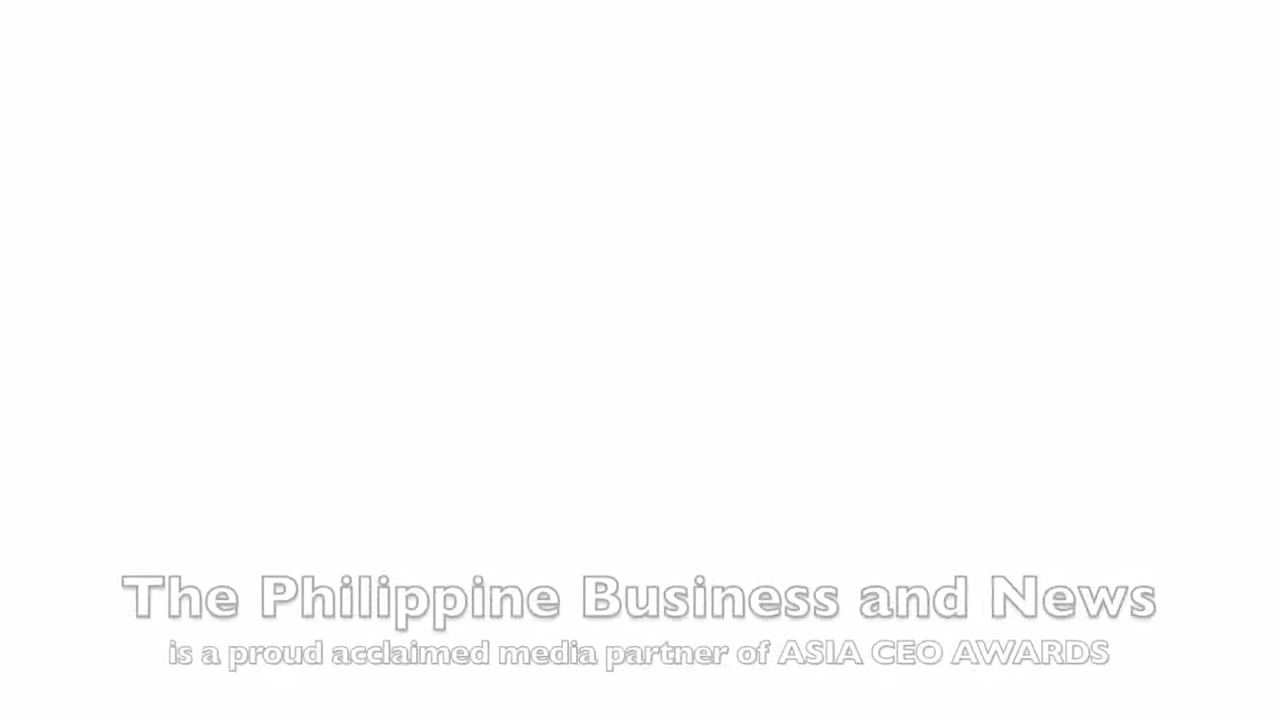 The Philippine Business and News
is a proud acclaimed media partner of ASIA CEO AWARDS